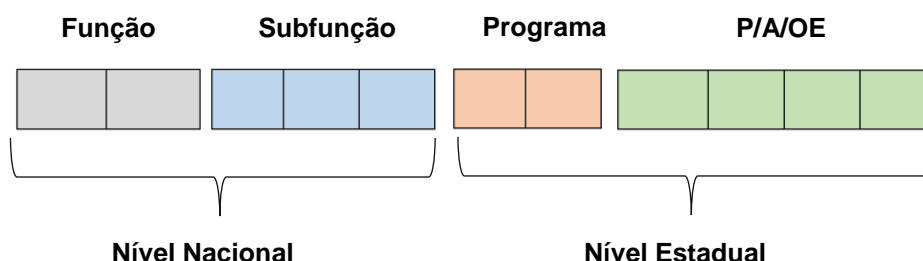 Função Subfunção Programa P/A/OE
Nível Nacional Nível Estadual